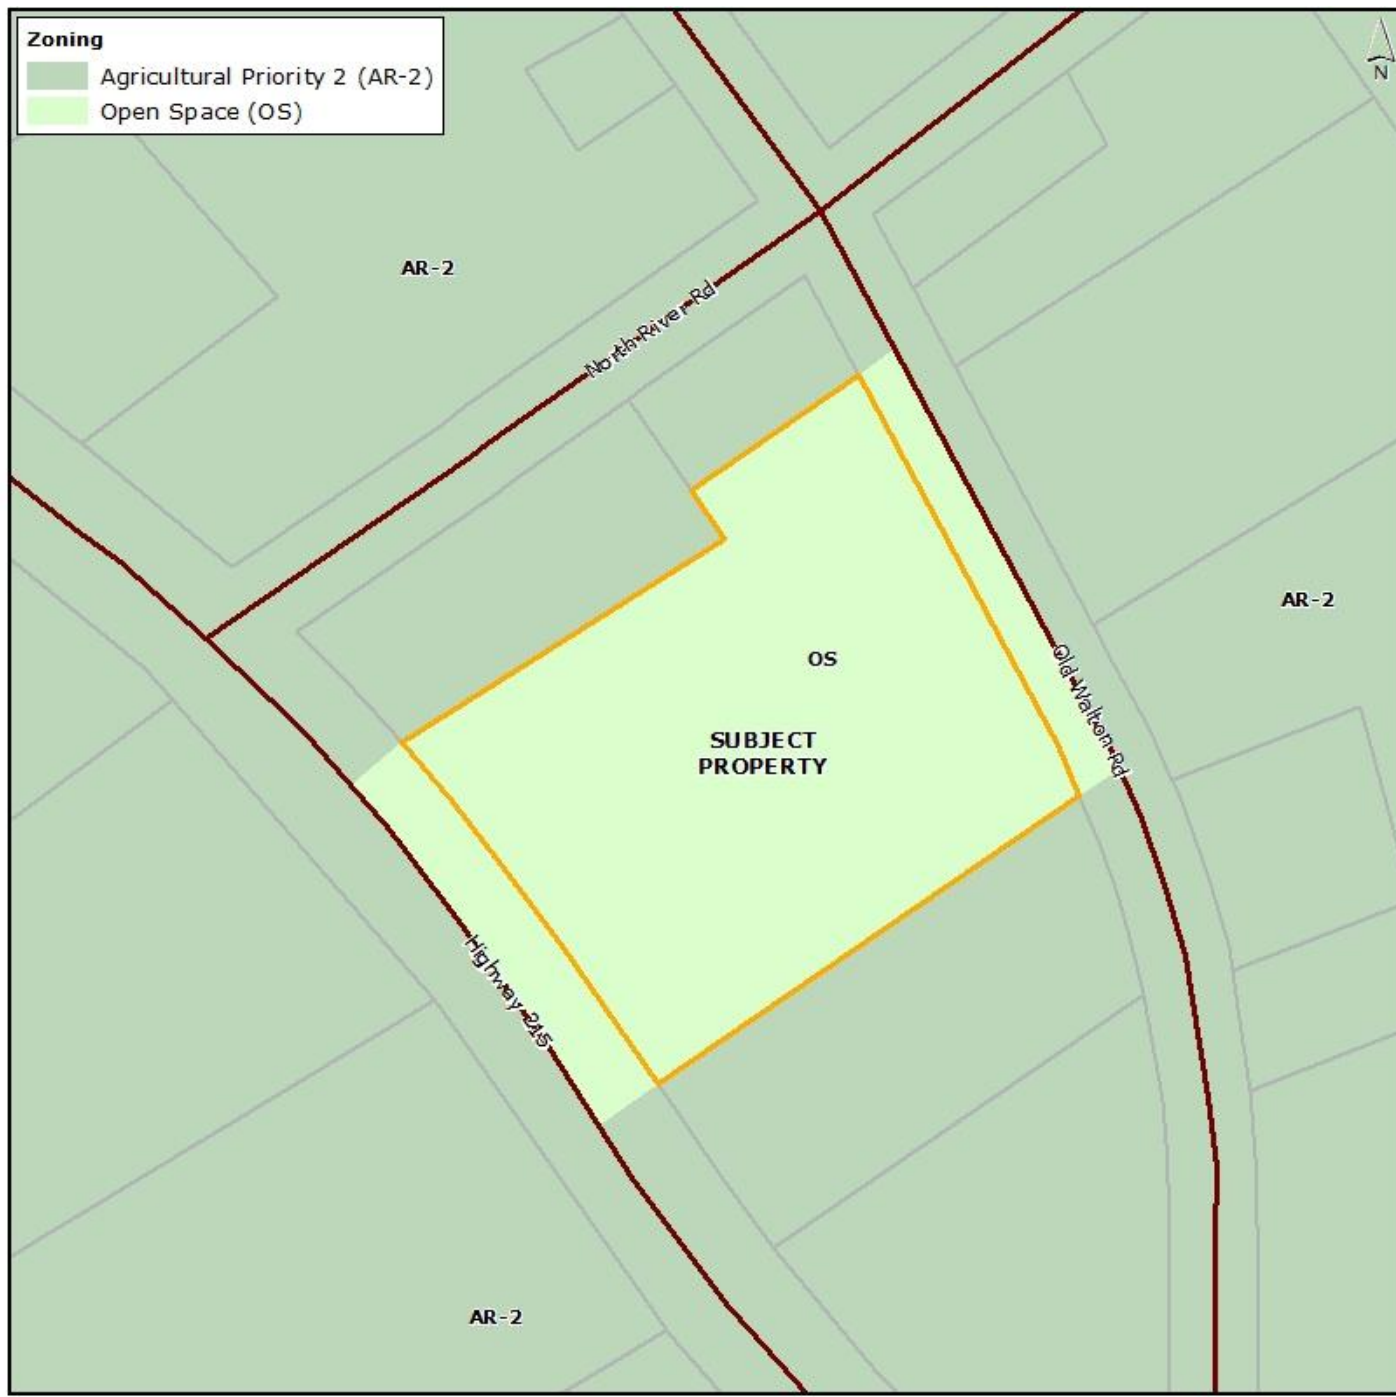 Zoning
Agricultural Priority 2 (AR-2)
Open Space (OS)
N
AR-2
North River Rd
AR-2
OS
Old Walton Rd
SUBJECT
PROPERTY
Highway 215
AR-2